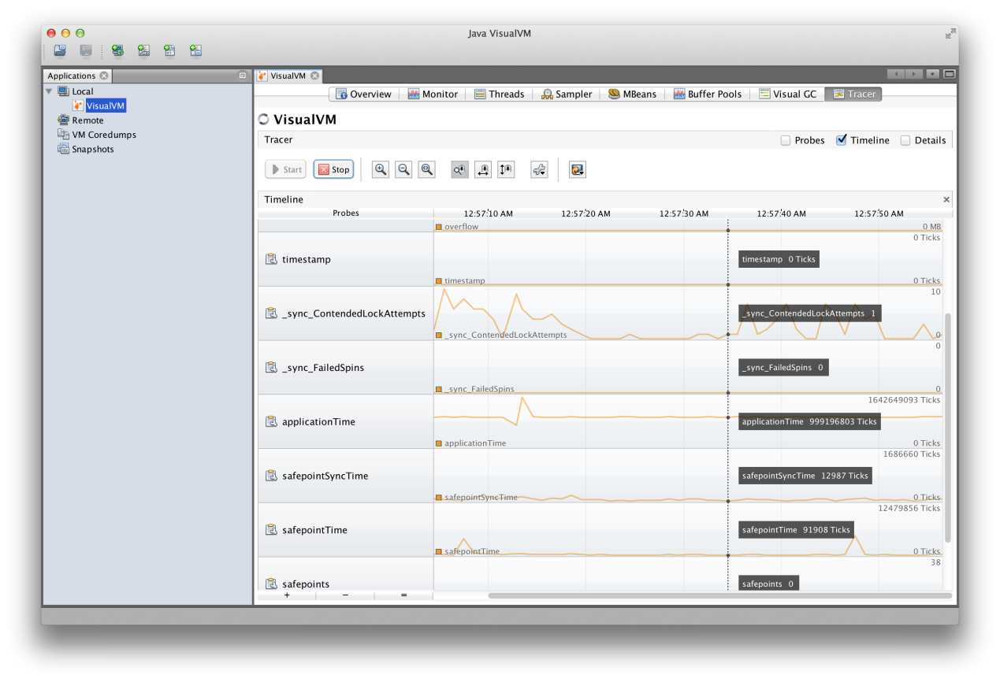 Java VisualVM
Applications
VisualVM
Local
VisualVM
Remote
VM Coredumps
Snapshots
Overview Monitor Threads Sampler MBeans Buffer Pools Visual GC Tracer
VisualVM
Tracer Probes Timeline Details
Start Stop
Timeline
Probes 12:57:10 AM 12:57:20 AM 12:57:30 AM 12:57:40 AM 12:57:50 AM
overflow 0 MB
0 Ticks
timestamp timestamp 0 Ticks
timestamp 0 Ticks
10
_sync_ContendedLockAttempts _sync_ContendedLockAttempts 1
_sync_ContendedLockAttempts 0
0
_sync_FailedSpins _sync_FailedSpins 0
_sync_FailedSpins 0
1642649093 Ticks
applicationTime applicationTime 999196803 Ticks
applicationTime 0 Ticks
1686660 Ticks
safepointSyncTime safepointSyncTime 12987 Ticks
safepointSyncTime 0 Ticks
12479856 Ticks
safepointTime safepointTime 91908 Ticks
safepointTime 0 Ticks
38
safepoints safepoints 0
+ − =